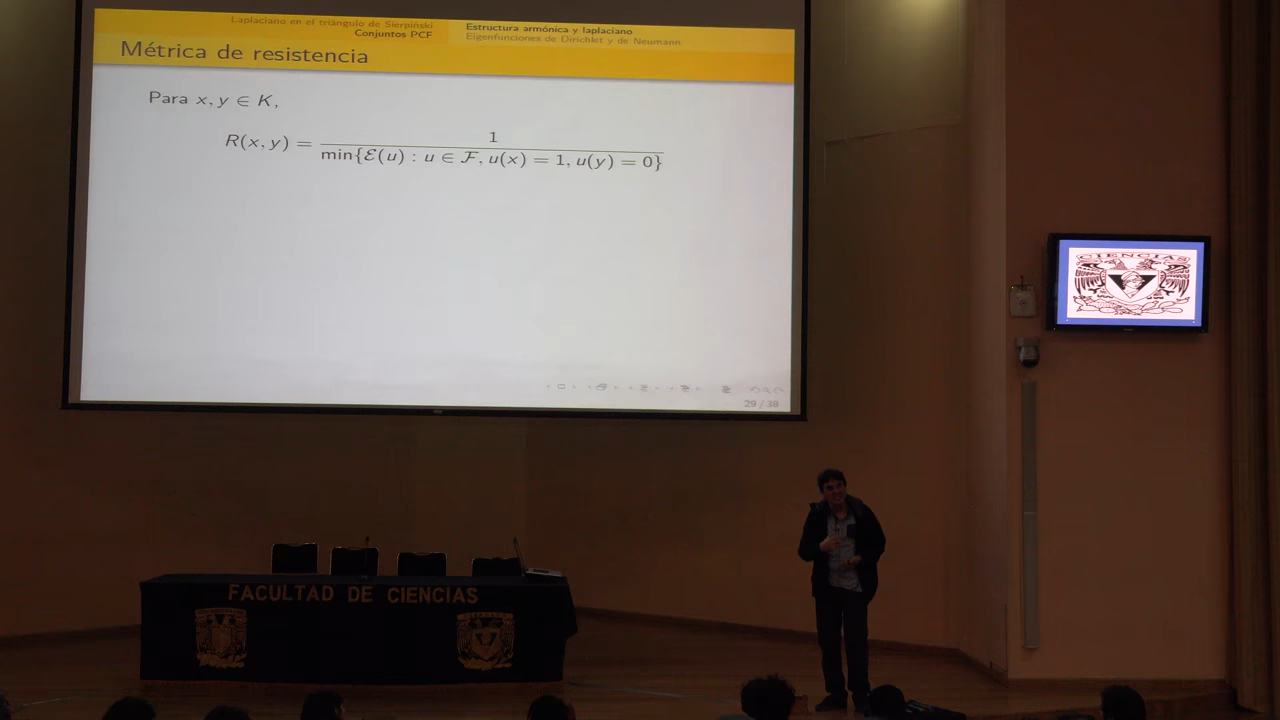 Laplaciano en el triángulo de Sierpiński
Conjuntos PCF
Estructura armónica y laplaciano
Eigenfunciones de Dirichlet y de Neumann
Métrica de resistencia
Para x, y ∈ K,
R(x, y) = 1 / min{ℰ(u) : u ∈ ℱ, u(x) = 1, u(y) = 0}
29 / 38
CIENCIAS
FACULTAD DE CIENCIAS